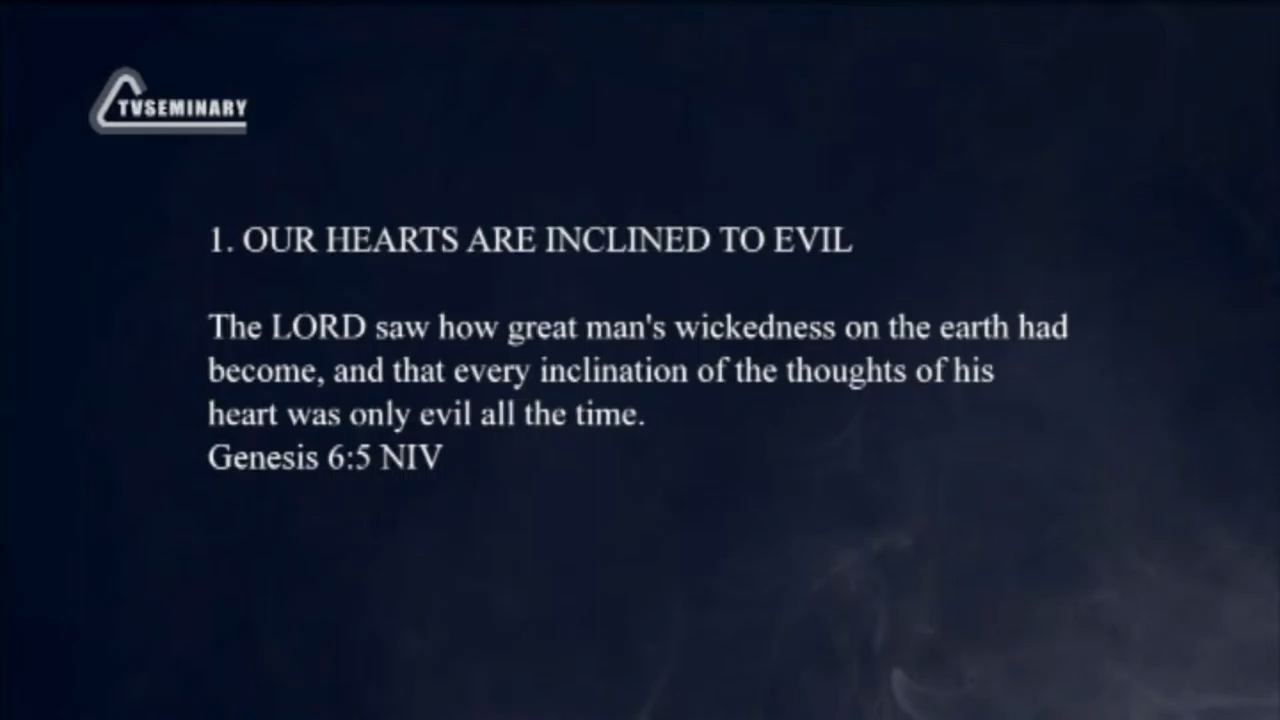 TVSEMINARY
1. OUR HEARTS ARE INCLINED TO EVIL
The LORD saw how great man's wickedness on the earth had
become, and that every inclination of the thoughts of his
heart was only evil all the time.
Genesis 6:5 NIV